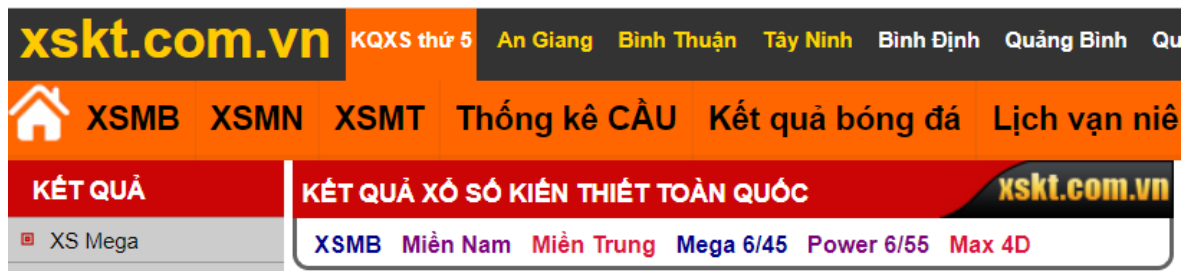 xskt.com.vn KQXS thứ 5 An Giang Bình Thuận Tây Ninh Bình Định Quảng Bình
XSMB XSMN XSMT Thống kê CẦU Kết quả bóng đá Lịch vạn
KẾT QUẢ
KẾT QUẢ XỔ SỐ KIẾN THIẾT TOÀN QUỐC xskt.com.vn
XS Mega
XSMB Miền Nam Miền Trung Mega 6/45 Power 6/55 Max 4D